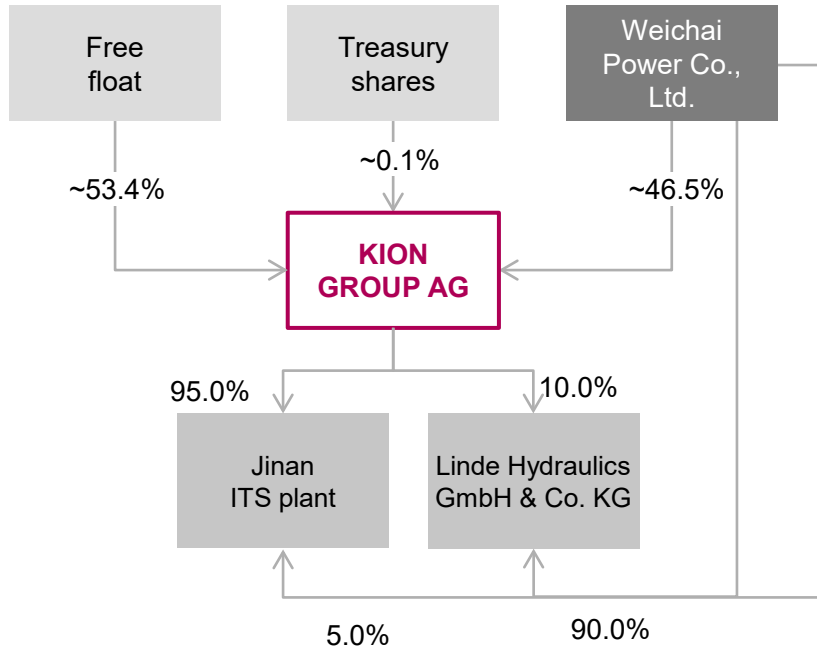 Free
float
Treasury
shares
Weichai
Power Co.,
Ltd.
~0.1%
~53.4%
~46.5%
KION
GROUP AG
95.0%
10.0%
Jinan
ITS plant
Linde Hydraulics
GmbH & Co. KG
5.0%
90.0%